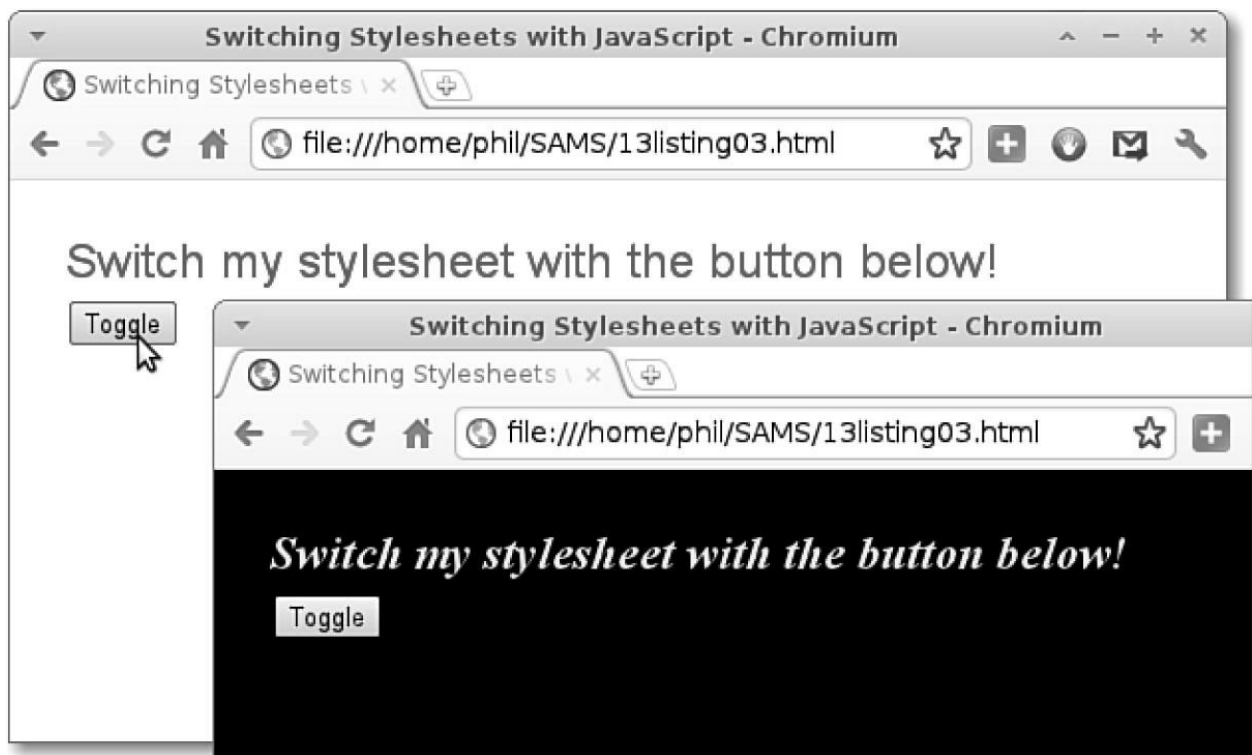 Switching Stylesheets with JavaScript - Chromium
Switching Stylesheets
file:///home/phil/SAMS/13listing03.html
Switch my stylesheet with the button below!
Toggle
Switching Stylesheets with JavaScript - Chromium
Switching Stylesheets
file:///home/phil/SAMS/13listing03.html
Switch my stylesheet with the button below!
Toggle